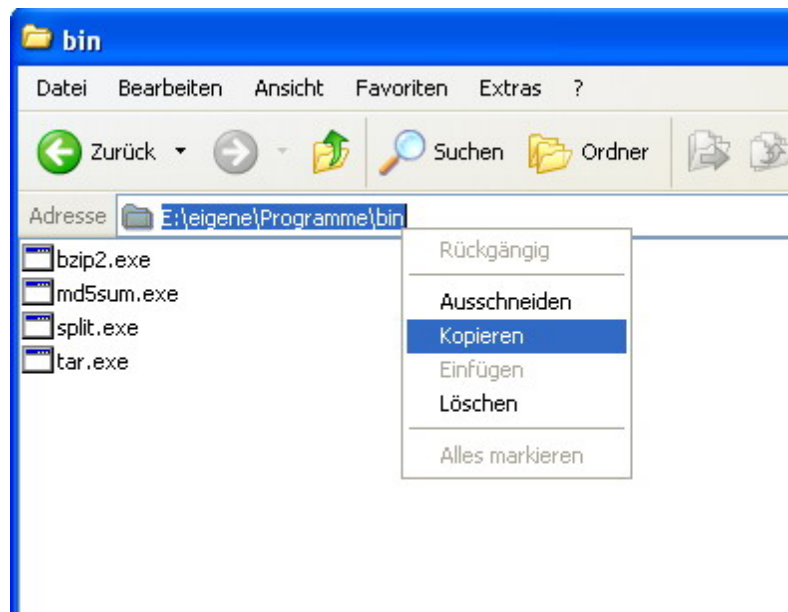 bin
Datei Bearbeiten Ansicht Favoriten Extras ?
Zurück Suchen Ordner
Adresse E:\eigene\Programme\bin
bzip2.exe
md5sum.exe
split.exe
tar.exe
Rückgängig
Ausschneiden
Kopieren
Einfügen
Löschen
Alles markieren